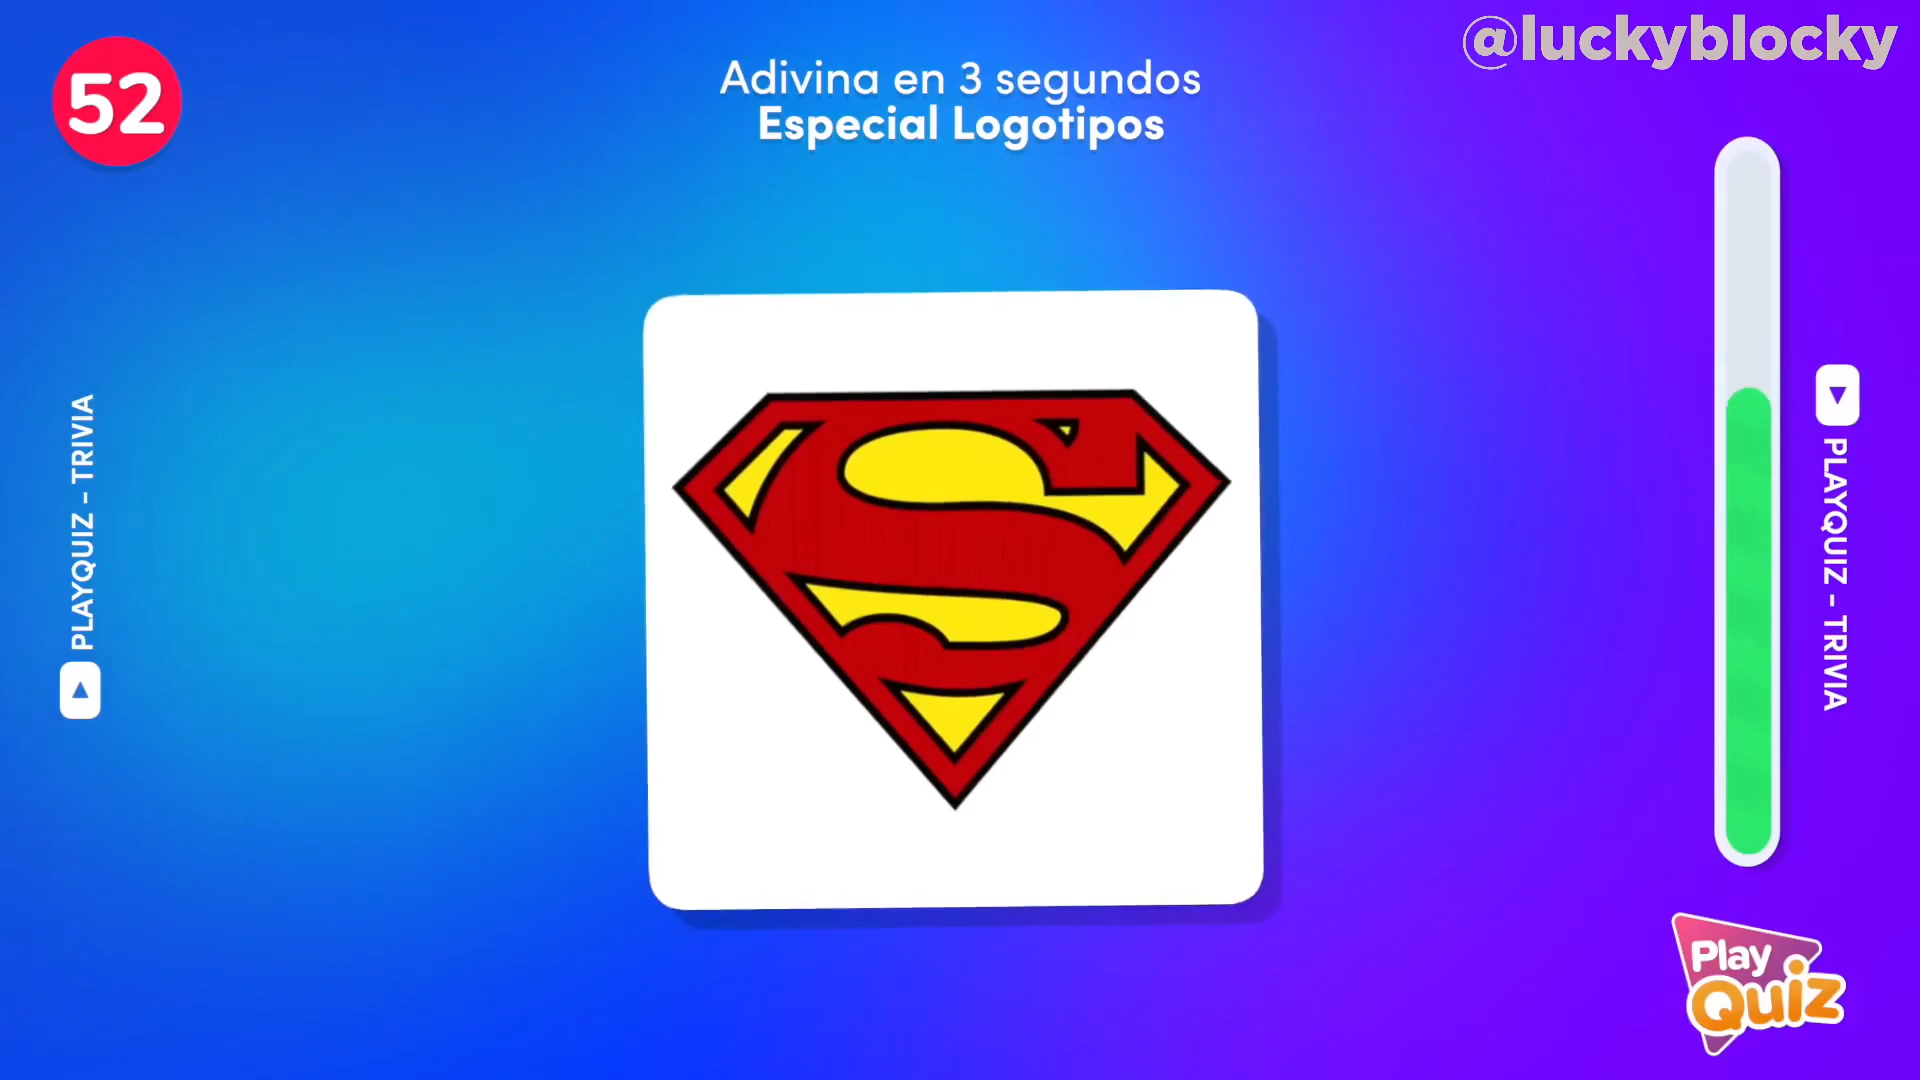 @luckyblocky
52
Adivina en 3 segundos
Especial Logotipos
PLAYQUIZ - TRIVIA
S
PLAYQUIZ - TRIVIA
Play
Quiz